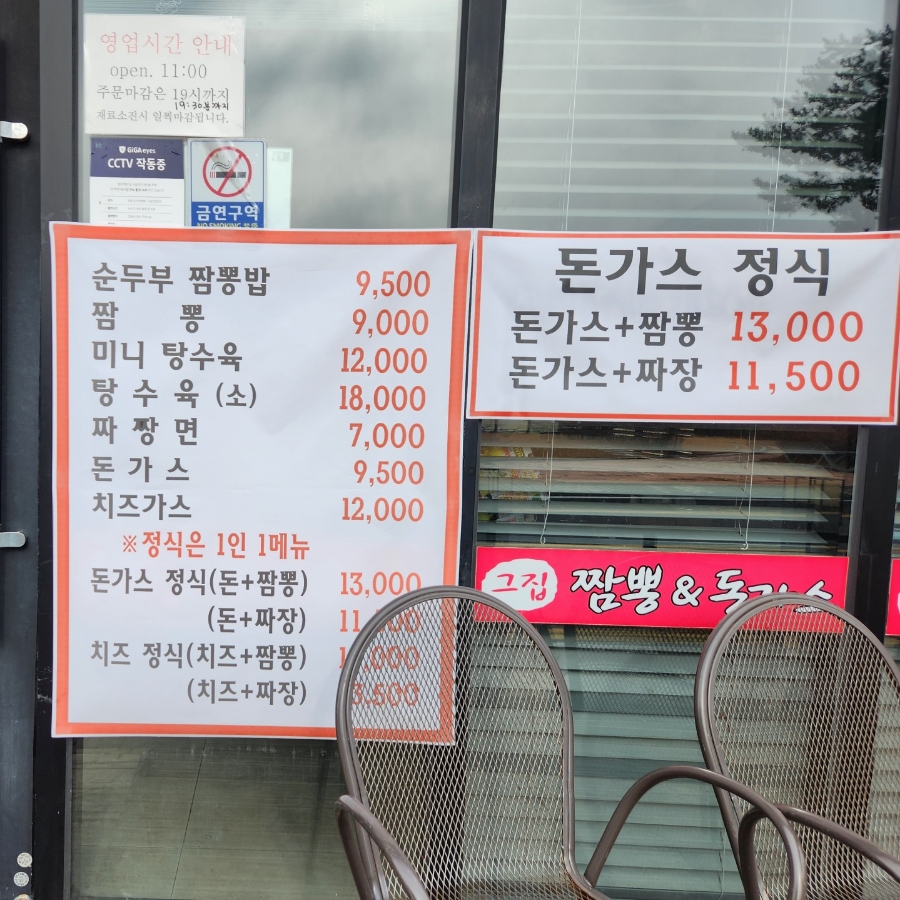 영업시간 안내
open. 11:00
주문마감은 19시까지
19:30분까지
재료소진시 일찍마감됩니다.
GiGAeyes
CCTV 작동중
금연구역
순두부 짬뽕밥 9,500
짬 뽕 9,000
미니 탕수육 12,000
탕 수 육 (소) 18,000
짜 짱 면 7,000
돈 가 스 9,500
치즈가스 12,000
※정식은 1인 1메뉴
돈가스 정식(돈+짬뽕) 13,000
(돈+짜장)
치즈 정식(치즈+짬뽕)
(치즈+짜장)
돈가스 정식
돈가스+짬뽕 13,000
돈가스+짜장 11,500
그집 짬뽕 & 돈가스